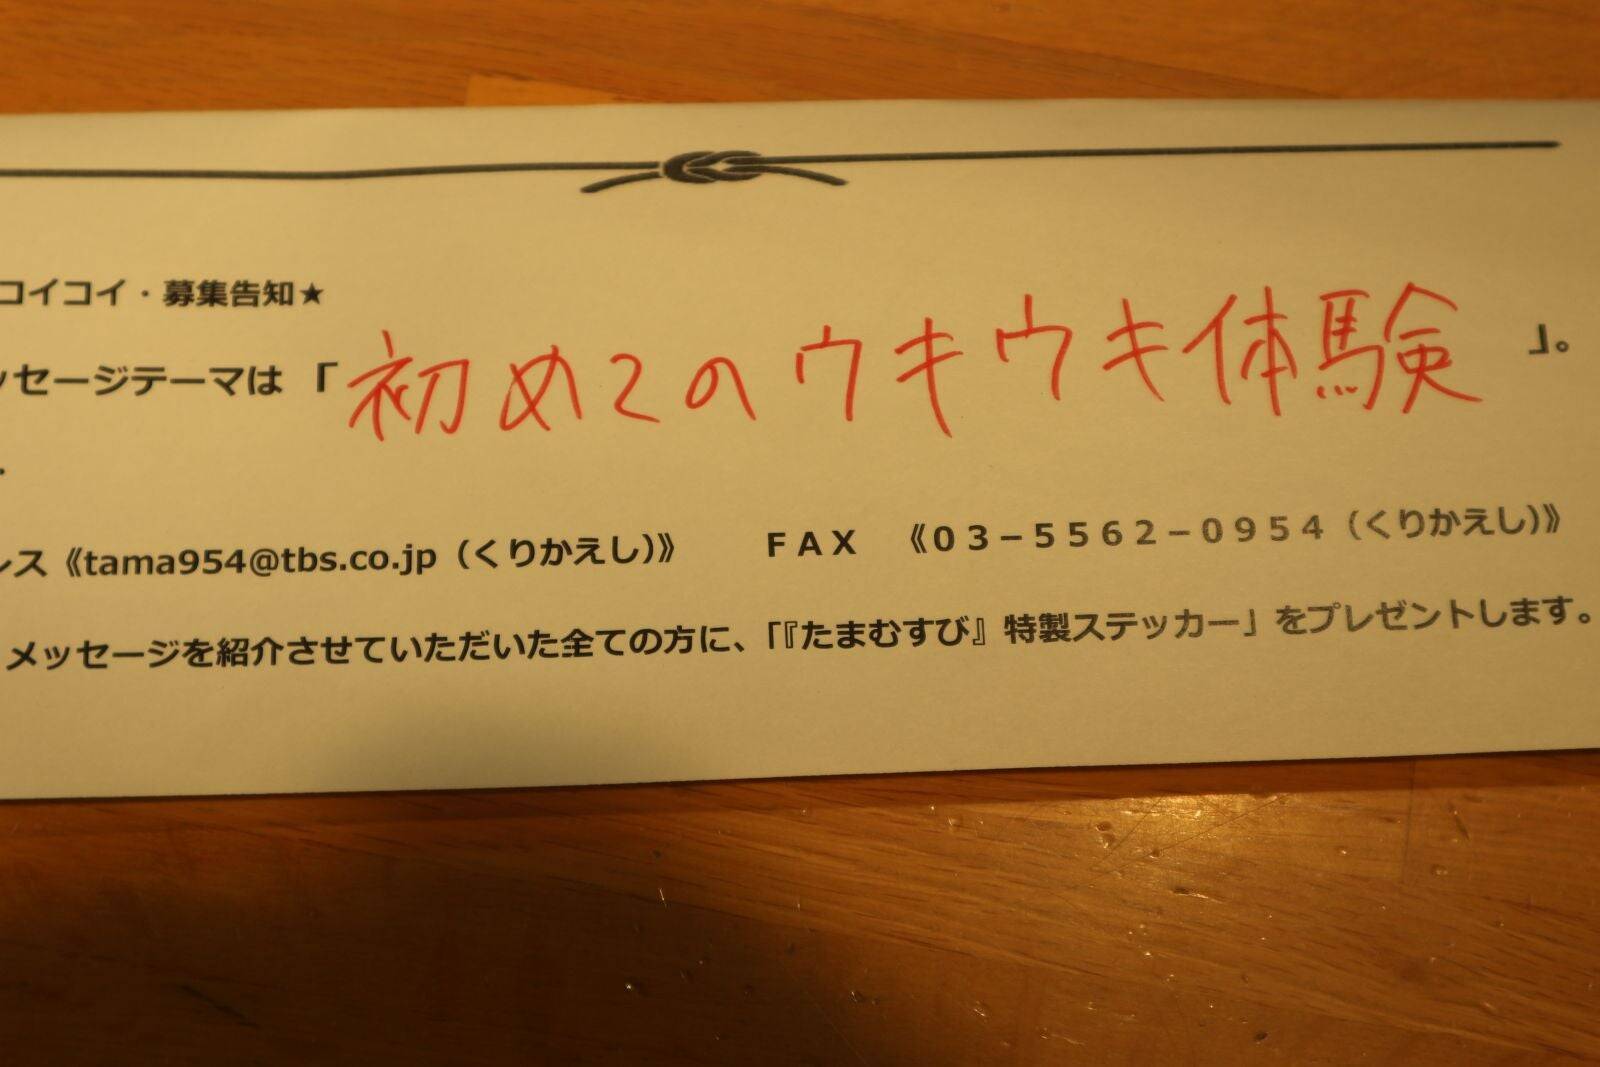 コイコイ・募集告知★
ッセージテーマは「初めてのウキウキ体験」。
レス《tama954@tbs.co.jp（くりかえし）》　ＦＡＸ　《０３－５５６２－０９５４（くりかえし）》
メッセージを紹介させていただいた全ての方に、「『たまむすび』特製ステッカー」をプレゼントします。